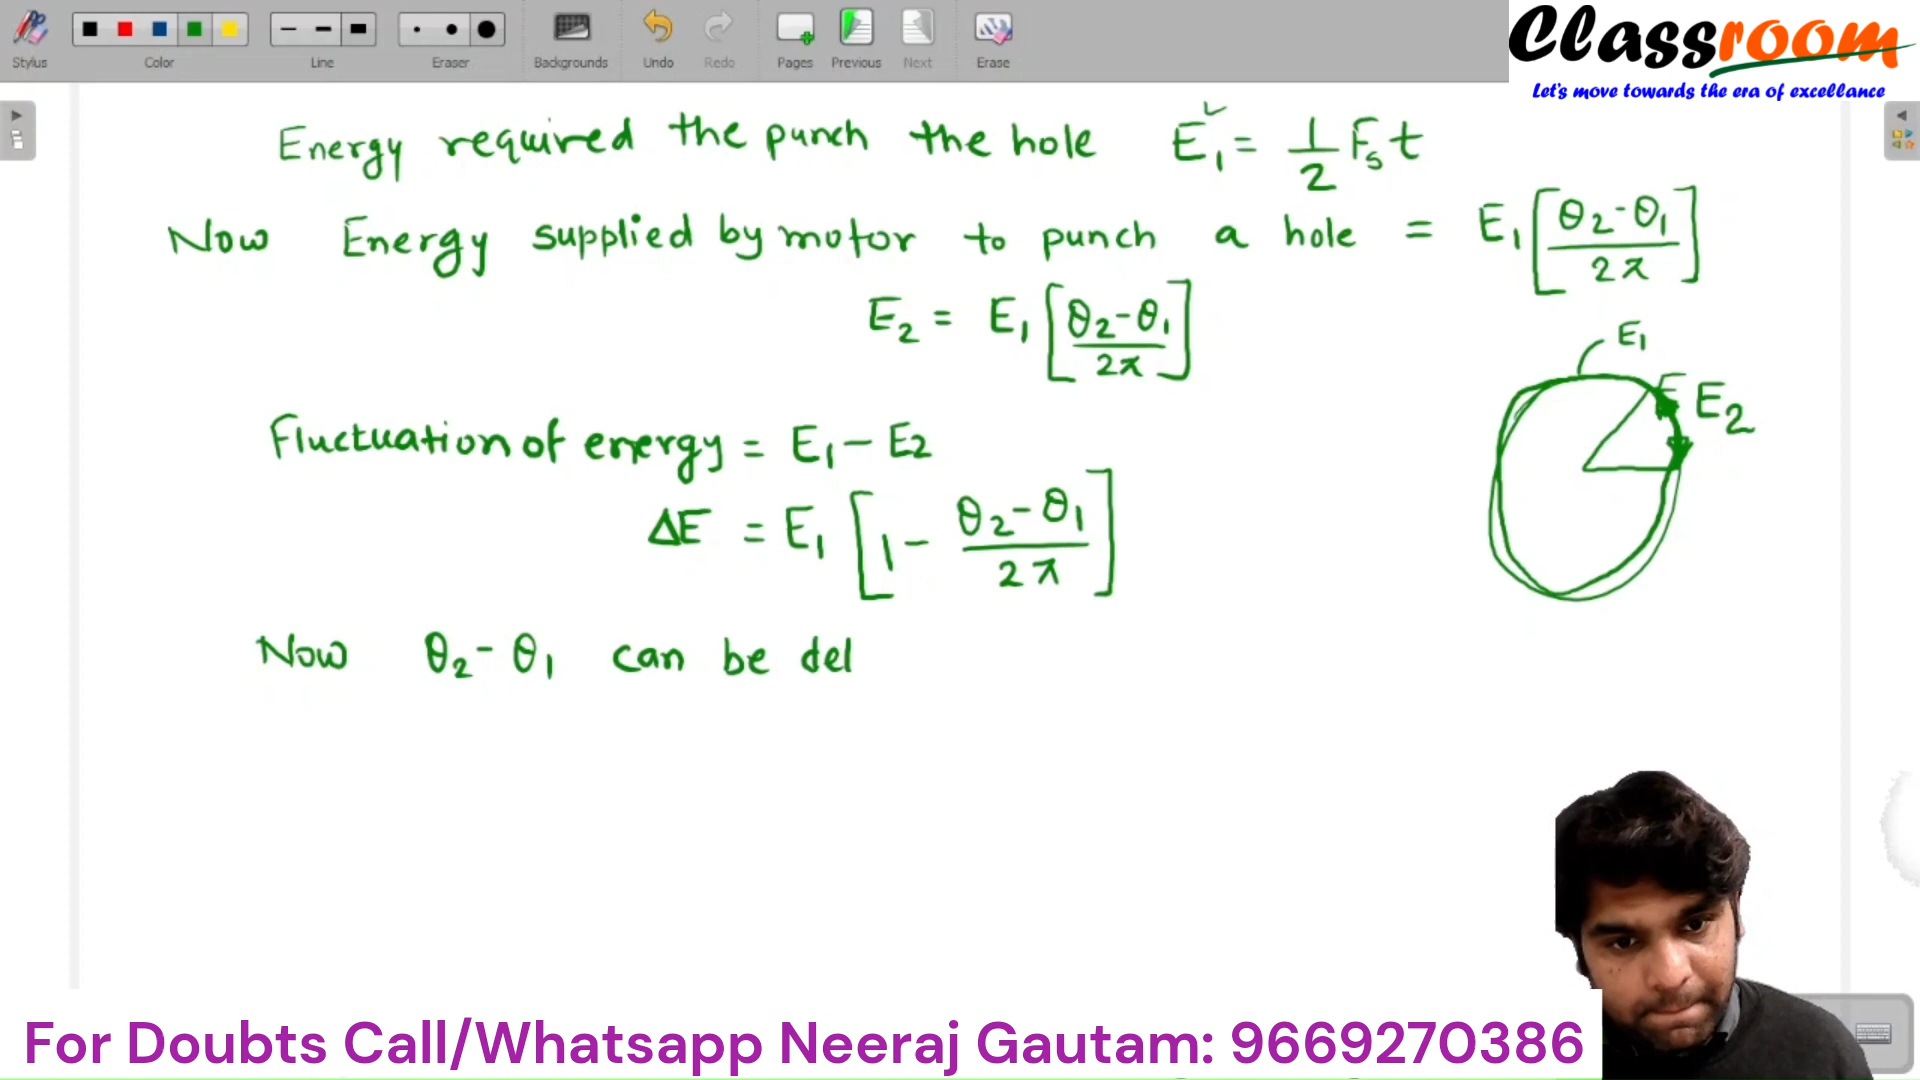 Stylus Color Line Eraser Backgrounds Undo Redo Pages Previous Next Erase
Classroom
Let's move towards the era of excellance
Energy required the punch the hole E₁ = 1/2 Fₛ t
Now Energy supplied by motor to punch a hole = E₁ [θ₂-θ₁/2π]
E₂ = E₁ [θ₂-θ₁/2π]
E₁
E₂
Fluctuation of energy = E₁ - E₂
ΔE = E₁ [1 - θ₂-θ₁/2π]
Now θ₂-θ₁ can be del
For Doubts Call/Whatsapp Neeraj Gautam: 9669270386